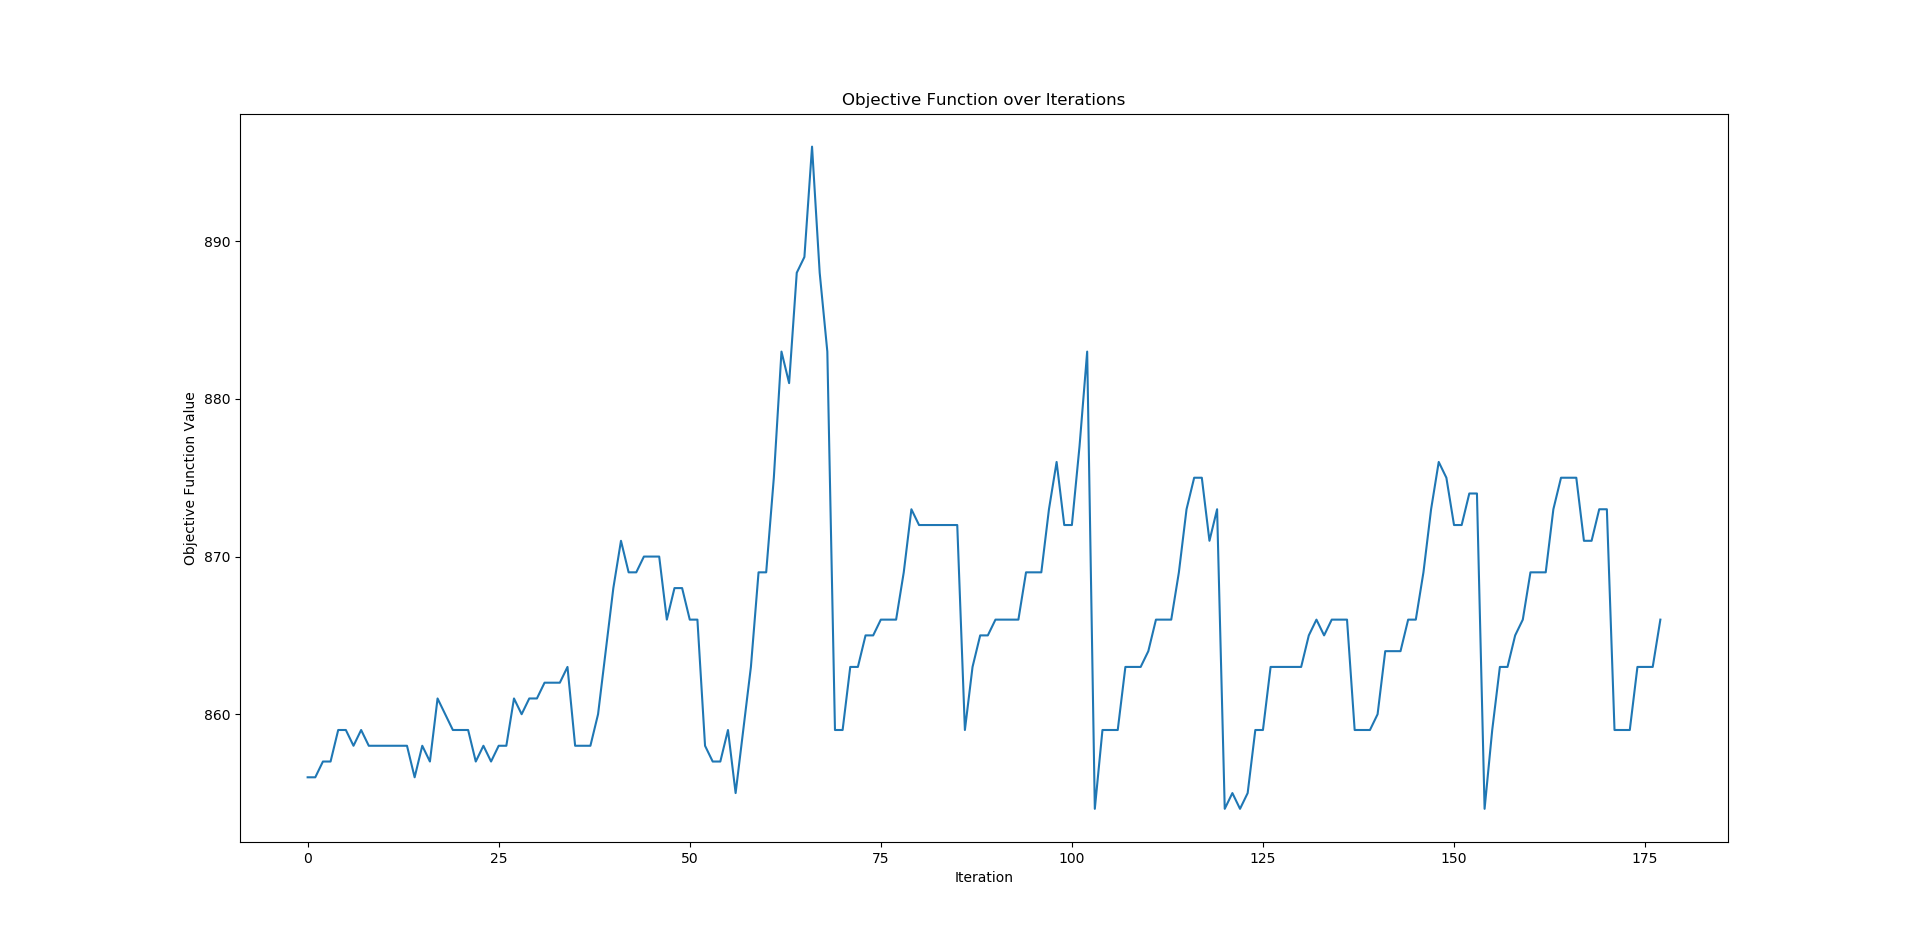 Objective Function over Iterations
Objective Function Value
890
880
870
860
0 25 50 75 100 125 150 175
Iteration